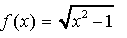 f(x) = √(x² − 1)